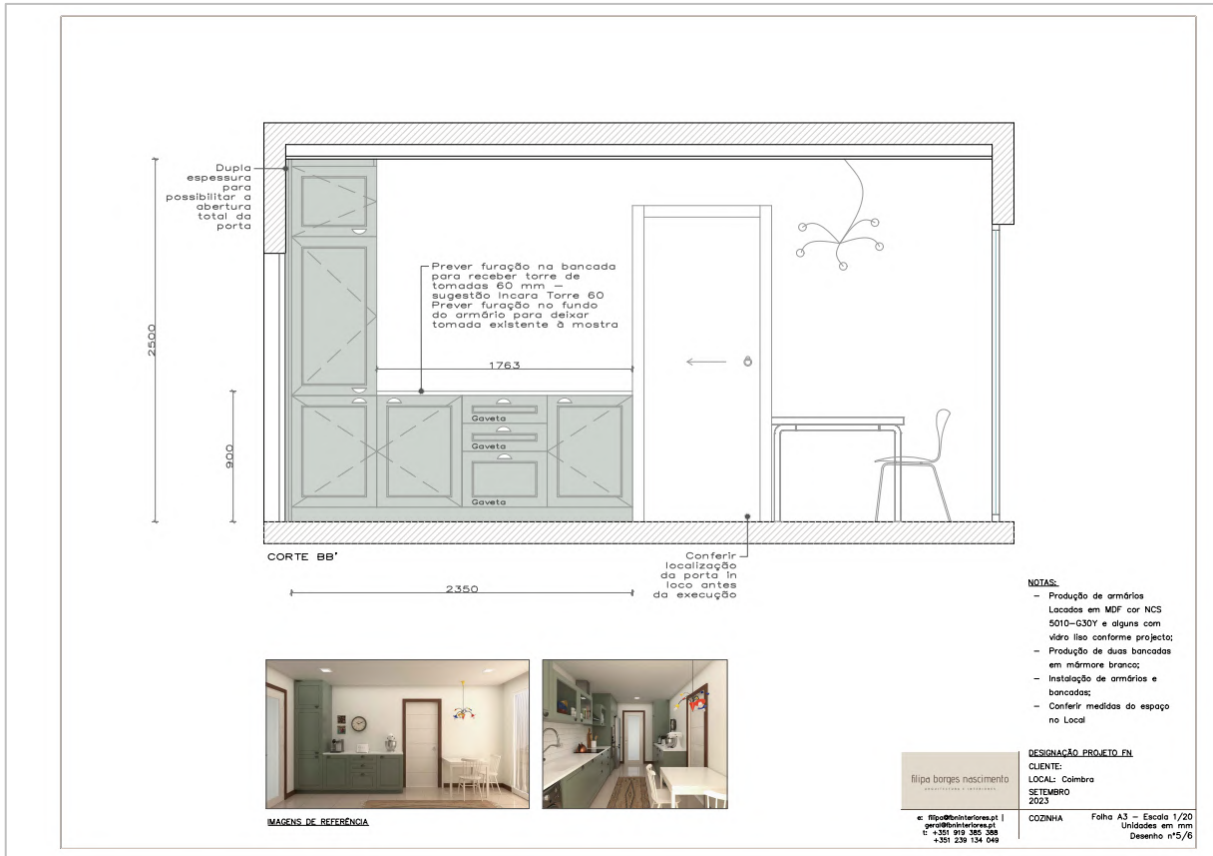 Dupla
espessura
para
possibilitar a
abertura
total da
porta
Prever furação na bancada
para receber torre de
tomadas 60 mm –
sugestão Incara Torre 60
Prever furação no fundo
do armário para deixar
tomada existente à mostra
2500
1763
900
Gaveta
Gaveta
Gaveta
CORTE BB'
Conferir
localização
da porta in
loco antes
da execução
2350
NOTAS:
– Produção de armários
Lacados em MDF cor NCS
5010–G30Y e alguns com
vidro liso conforme projecto;
– Produção de duas bancadas
em mármore branco;
– Instalação de armários e
bancadas;
– Conferir medidas do espaço
no Local
IMAGENS DE REFERÊNCIA
filipa borges nascimento
ARQUITECTURA E INTERIORES
e: filipa@fbninteriores.pt |
geral@fbninteriores.pt
t: +351 919 385 388
+351 239 134 049
DESIGNAÇÃO PROJETO FN
CLIENTE:
LOCAL: Coimbra
SETEMBRO
2023
COZINHA
Folha A3 – Escala 1/20
Unidades em mm
Desenho nº5/6